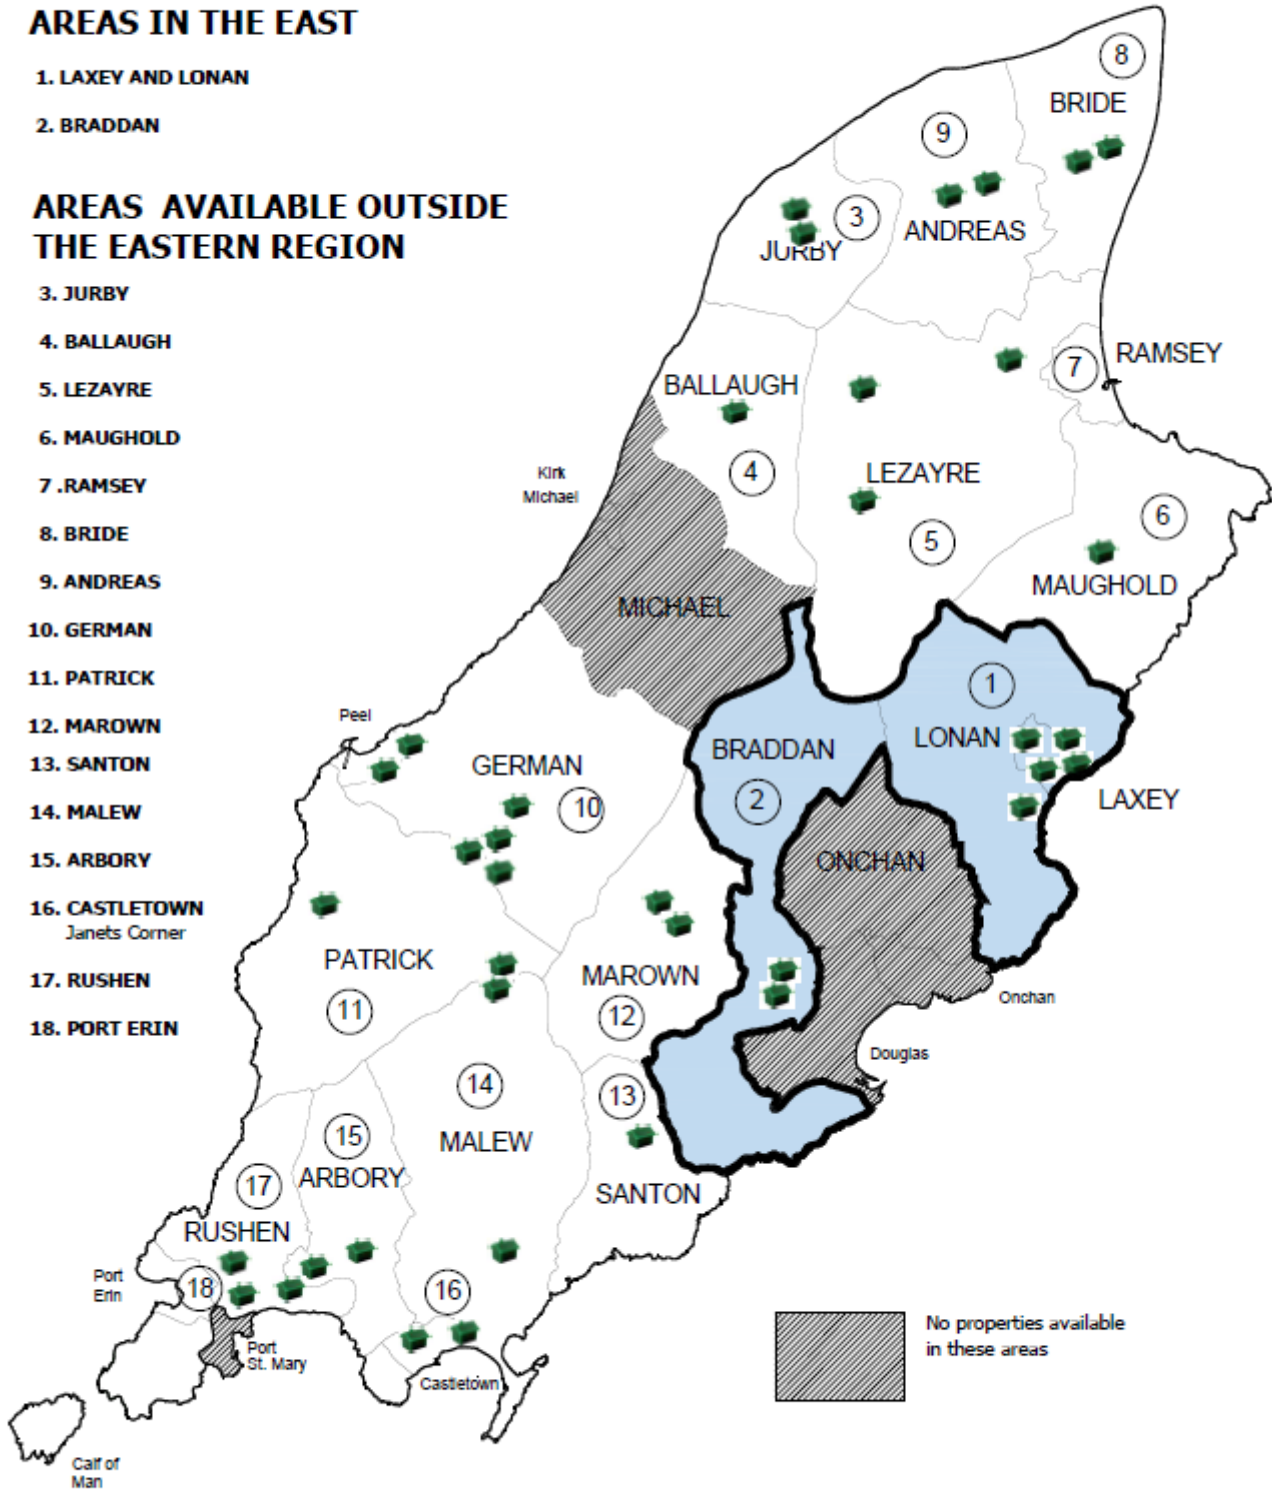 AREAS IN THE EAST
1. LAXEY AND LONAN
2. BRADDAN
AREAS AVAILABLE OUTSIDE
THE EASTERN REGION
3. JURBY
4. BALLAUGH
5. LEZAYRE
6. MAUGHOLD
7 .RAMSEY
8. BRIDE
9. ANDREAS
10. GERMAN
11. PATRICK
12. MAROWN
13. SANTON
14. MALEW
15. ARBORY
16. CASTLETOWN
Janets Corner
17. RUSHEN
18. PORT ERIN
8
BRIDE
9
ANDREAS
3
JURBY
RAMSEY
7
BALLAUGH
4
LEZAYRE
5
Kirk
Michael
6
MAUGHOLD
MICHAEL
1
LONAN
LAXEY
BRADDAN
2
ONCHAN
Peel
GERMAN
10
PATRICK
11
MAROWN
12
Onchan
Douglas
13
SANTON
14
MALEW
15
ARBORY
17
RUSHEN
18
16
Port
Erin
Port
St. Mary
Castletown
Calf of
Man
No properties available
in these areas